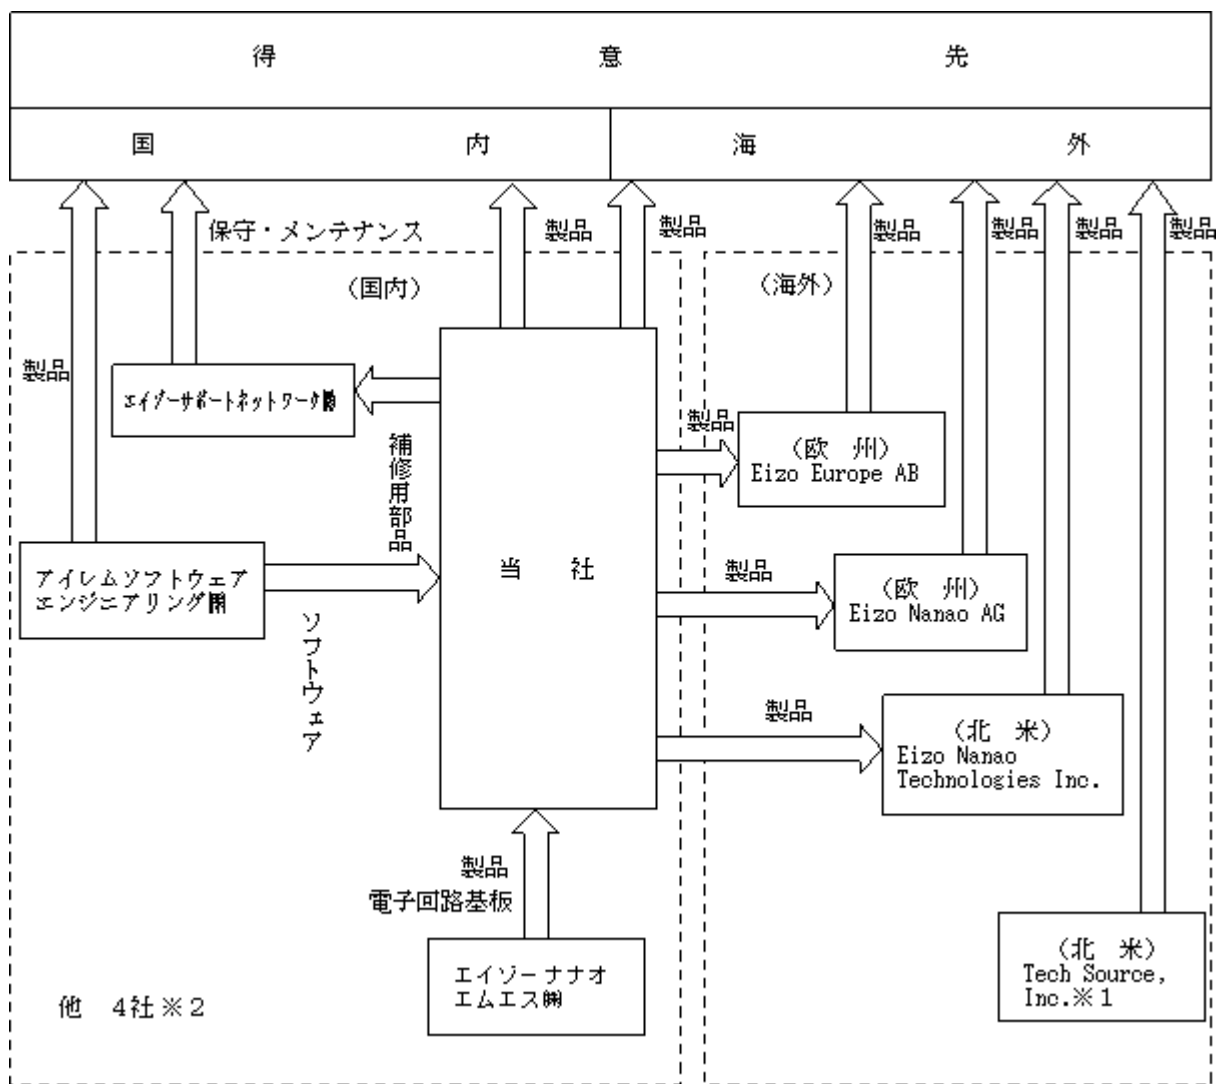 得意先
国内
海外
保守・メンテナンス
製品
製品
製品
製品
製品
製品
(国内)
(海外)
製品
エイゾーサポートネットワーク㈱
製品
(欧 州)
Eizo Europe AB
補修用部品
当 社
アイレムソフトウェア
エンジニアリング㈱
製品
(欧 州)
Eizo Nanao AG
ソフトウェア
製品
(北 米)
Eizo Nanao
Technologies Inc.
製品
電子回路基板
エイゾーナナオ
エムエス㈱
(北 米)
Tech Source,
Inc.※1
他 4社※2